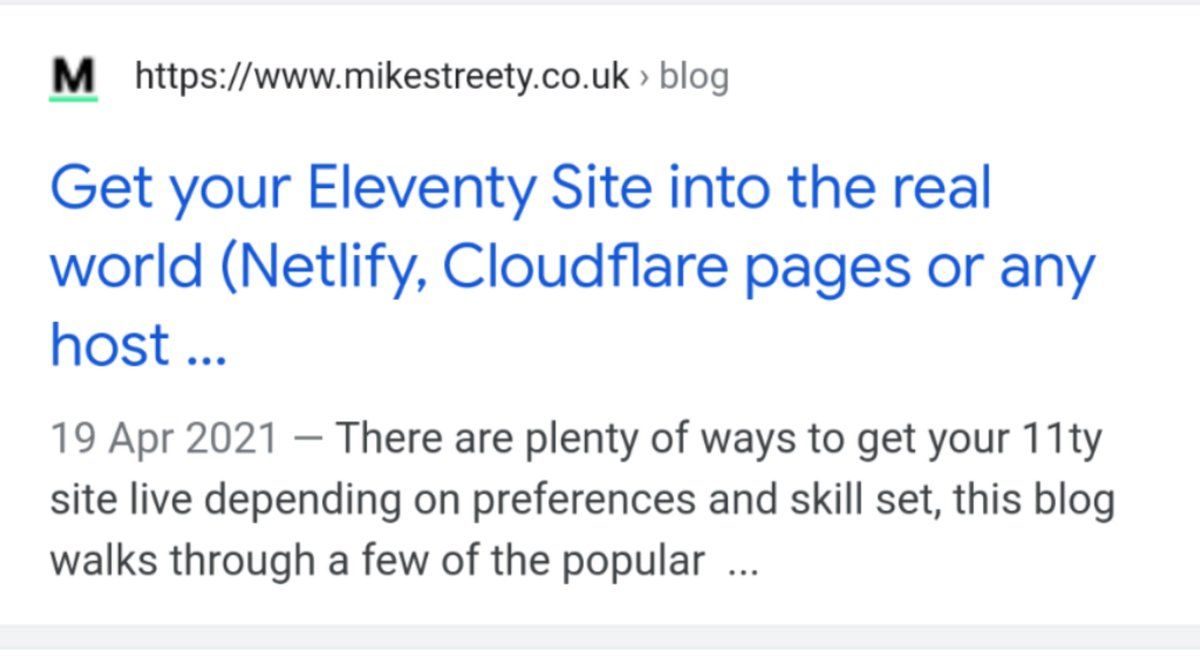 M https://www.mikestreety.co.uk › blog
Get your Eleventy Site into the real
world (Netlify, Cloudflare pages or any
host ...
19 Apr 2021 — There are plenty of ways to get your 11ty
site live depending on preferences and skill set, this blog
walks through a few of the popular ...